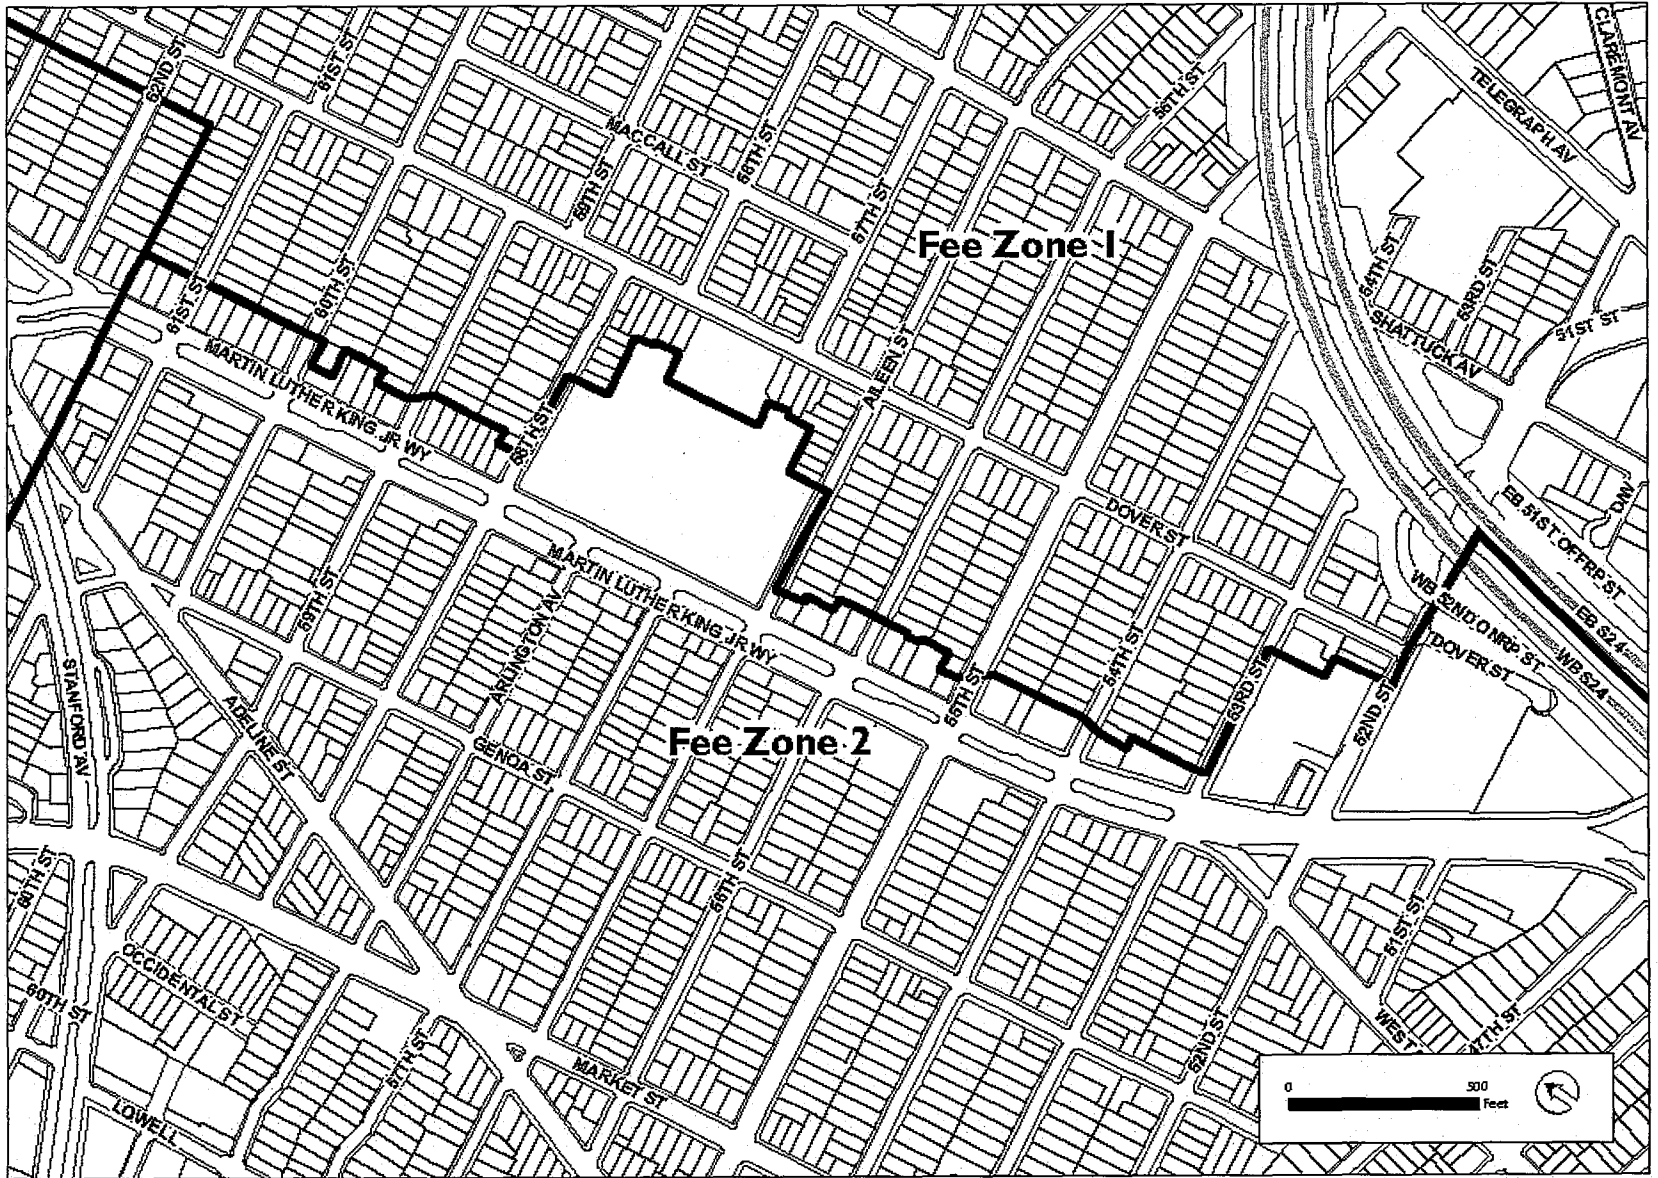 CLAREMONT AV
TELEGRAPH AV
62ND ST
61ST ST
56TH ST
MACCALL ST
58TH ST
59TH ST
57TH ST
Fee Zone 1
54TH ST
53RD ST
51ST ST
SHATTUCK AV
60TH ST
61ST ST
MARTIN LUTHER KING JR WY
AILEEN ST
58TH ST
DOVER ST
EB 51ST OFFRP ST
MARTIN LUTHER KING JR WY
WB 52ND ONRP ST
EB S24
WB S24
DOVER ST
59TH ST
ARLINGTON AV
54TH ST
53RD ST
52ND ST
55TH ST
STANFORD AV
ADELINE ST
GENOA ST
Fee Zone 2
56TH ST
60TH ST
51ST ST
OCCIDENTAL ST
60TH ST
57TH ST
52ND ST
WEST
47TH ST
MARKET ST
LOWELL
0 500
Feet